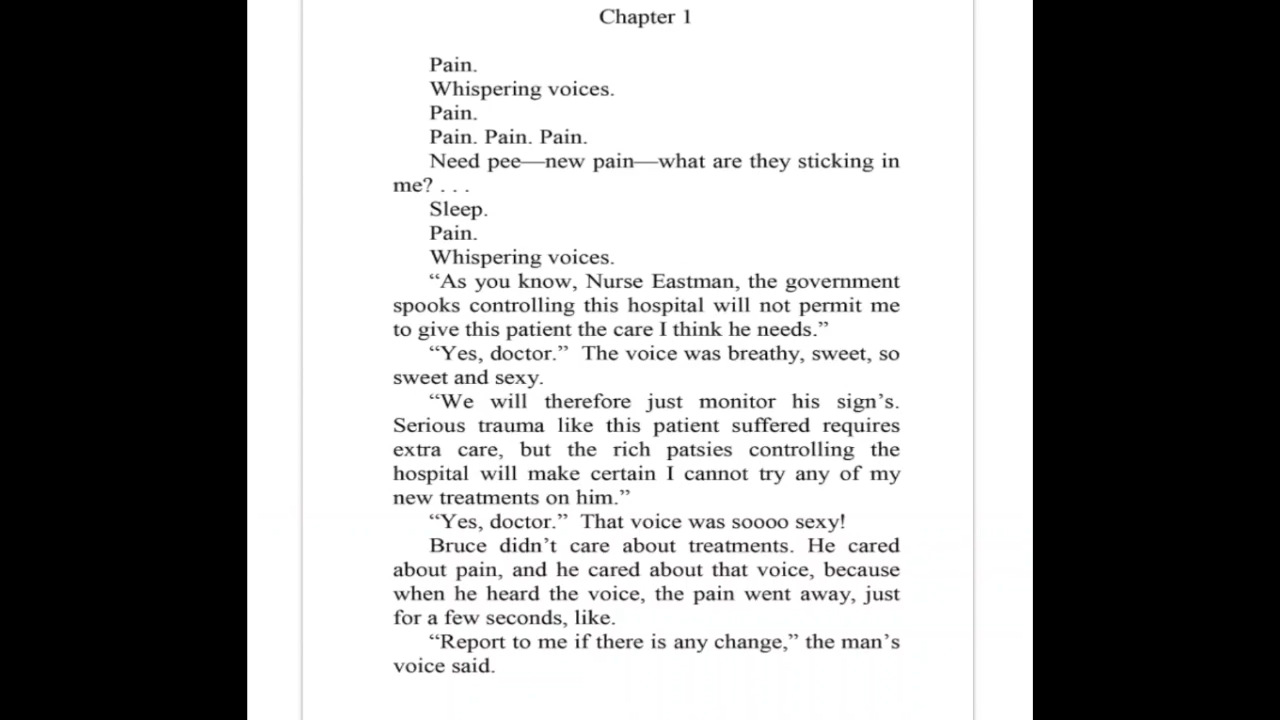 Chapter 1
Pain.
Whispering voices.
Pain.
Pain. Pain. Pain.
Need pee—new pain—what are they sticking in
me? . . .
Sleep.
Pain.
Whispering voices.
“As you know, Nurse Eastman, the government
spooks controlling this hospital will not permit me
to give this patient the care I think he needs.”
“Yes, doctor.”  The voice was breathy, sweet, so
sweet and sexy.
“We will therefore just monitor his sign’s.
Serious trauma like this patient suffered requires
extra care, but the rich patsies controlling the
hospital will make certain I cannot try any of my
new treatments on him.”
“Yes, doctor.”  That voice was soooo sexy!
Bruce didn’t care about treatments. He cared
about pain, and he cared about that voice, because
when he heard the voice, the pain went away, just
for a few seconds, like.
“Report to me if there is any change,” the man’s
voice said.